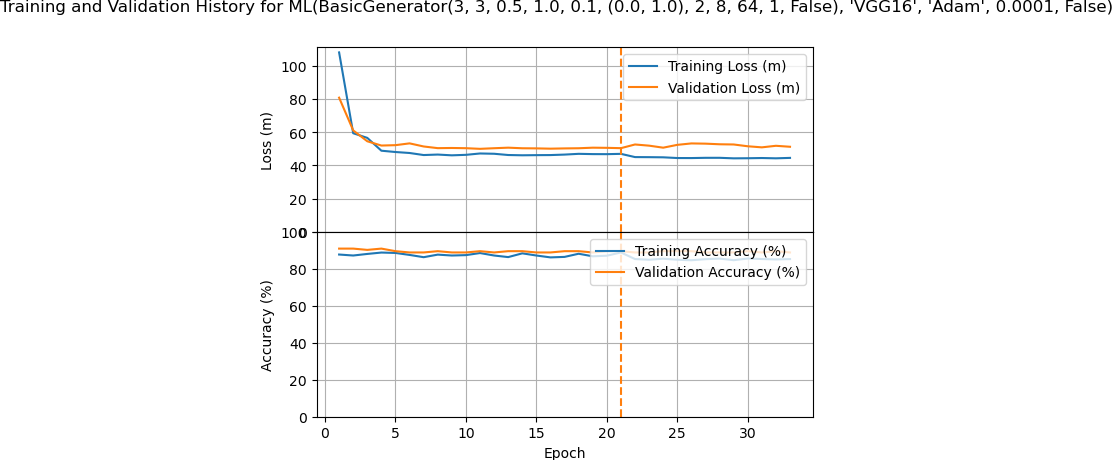 Training and Validation History for ML(BasicGenerator(3, 3, 0.5, 1.0, 0.1, (0.0, 1.0), 2, 8, 64, 1, False), 'VGG16', 'Adam', 0.0001, False)
100
80
60
40
20
0
Loss (m)
Training Loss (m)
Validation Loss (m)
100
80
60
40
20
0
Accuracy (%)
Training Accuracy (%)
Validation Accuracy (%)
0 5 10 15 20 25 30
Epoch